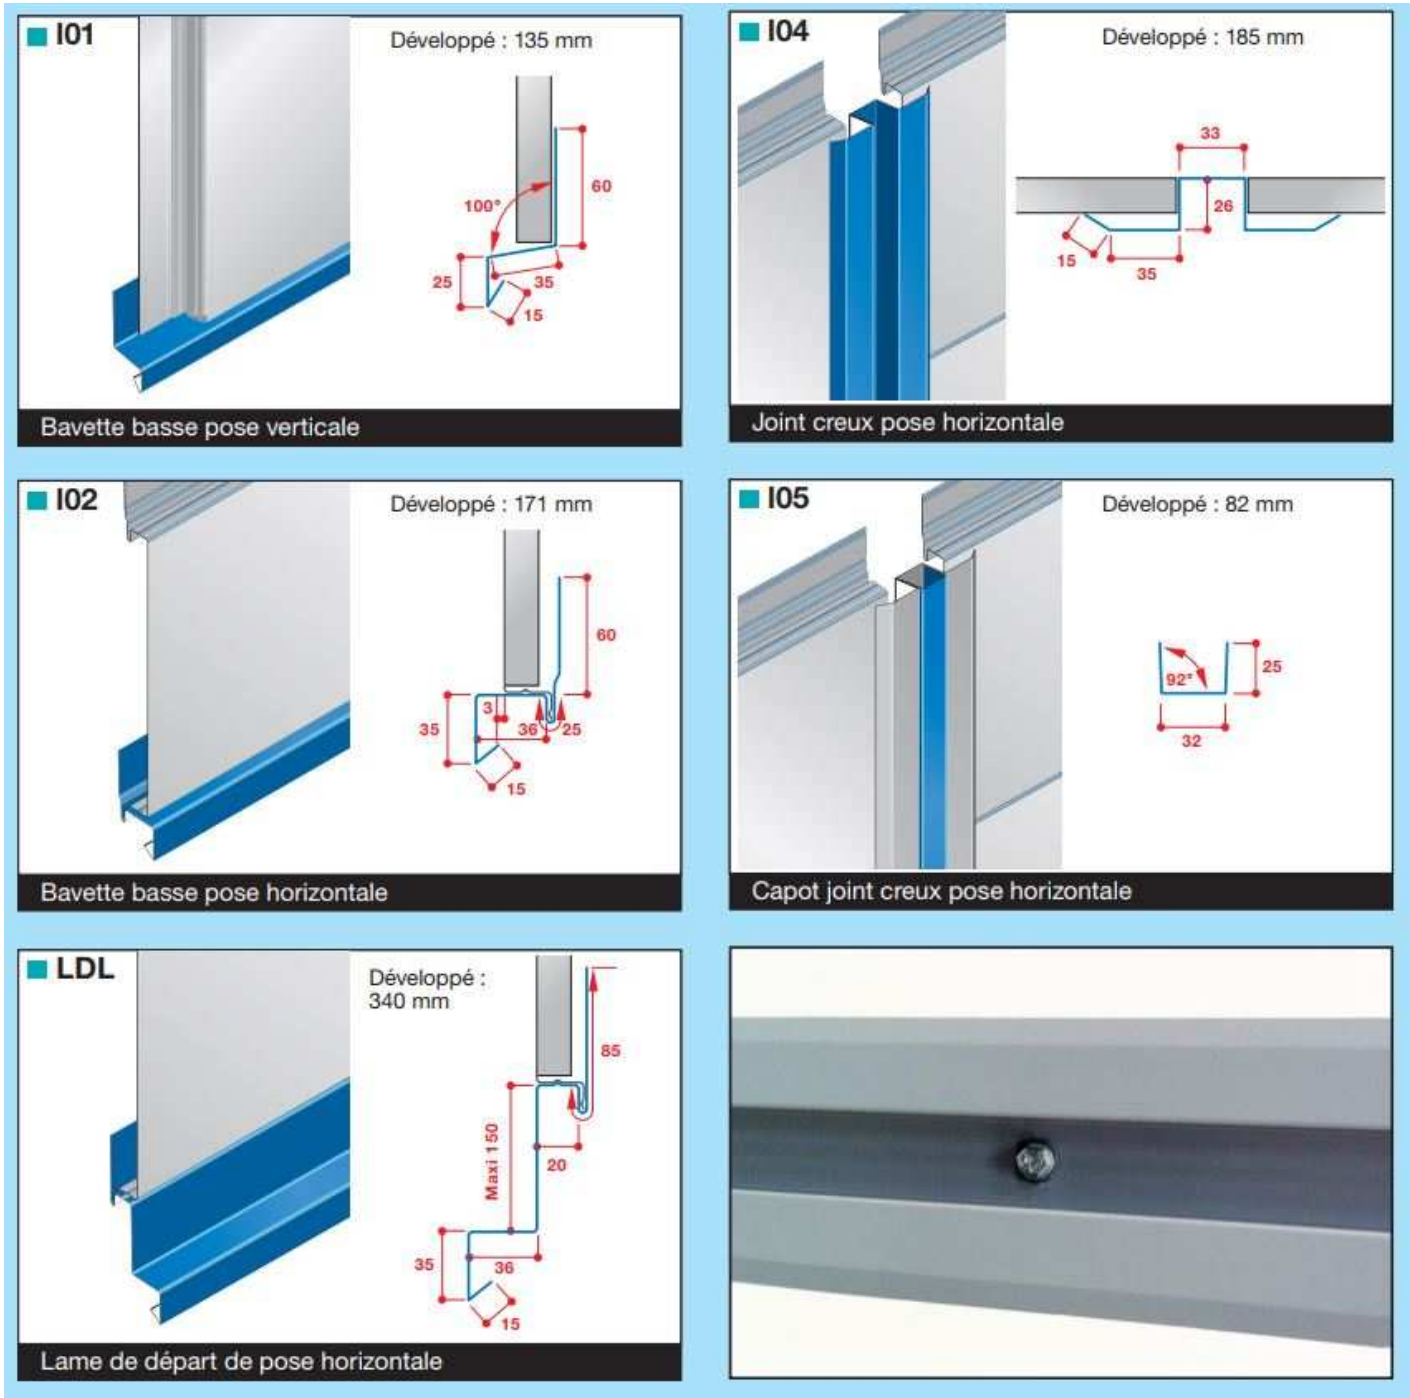 I01
Développé : 135 mm
60
100°
25
35
15
Bavette basse pose verticale
I04
Développé : 185 mm
33
26
15
35
Joint creux pose horizontale
I02
Développé : 171 mm
60
35
3
36
25
15
Bavette basse pose horizontale
I05
Développé : 82 mm
92°
25
32
Capot joint creux pose horizontale
LDL
Développé :
340 mm
85
Maxi 150
20
35
36
15
Lame de départ de pose horizontale